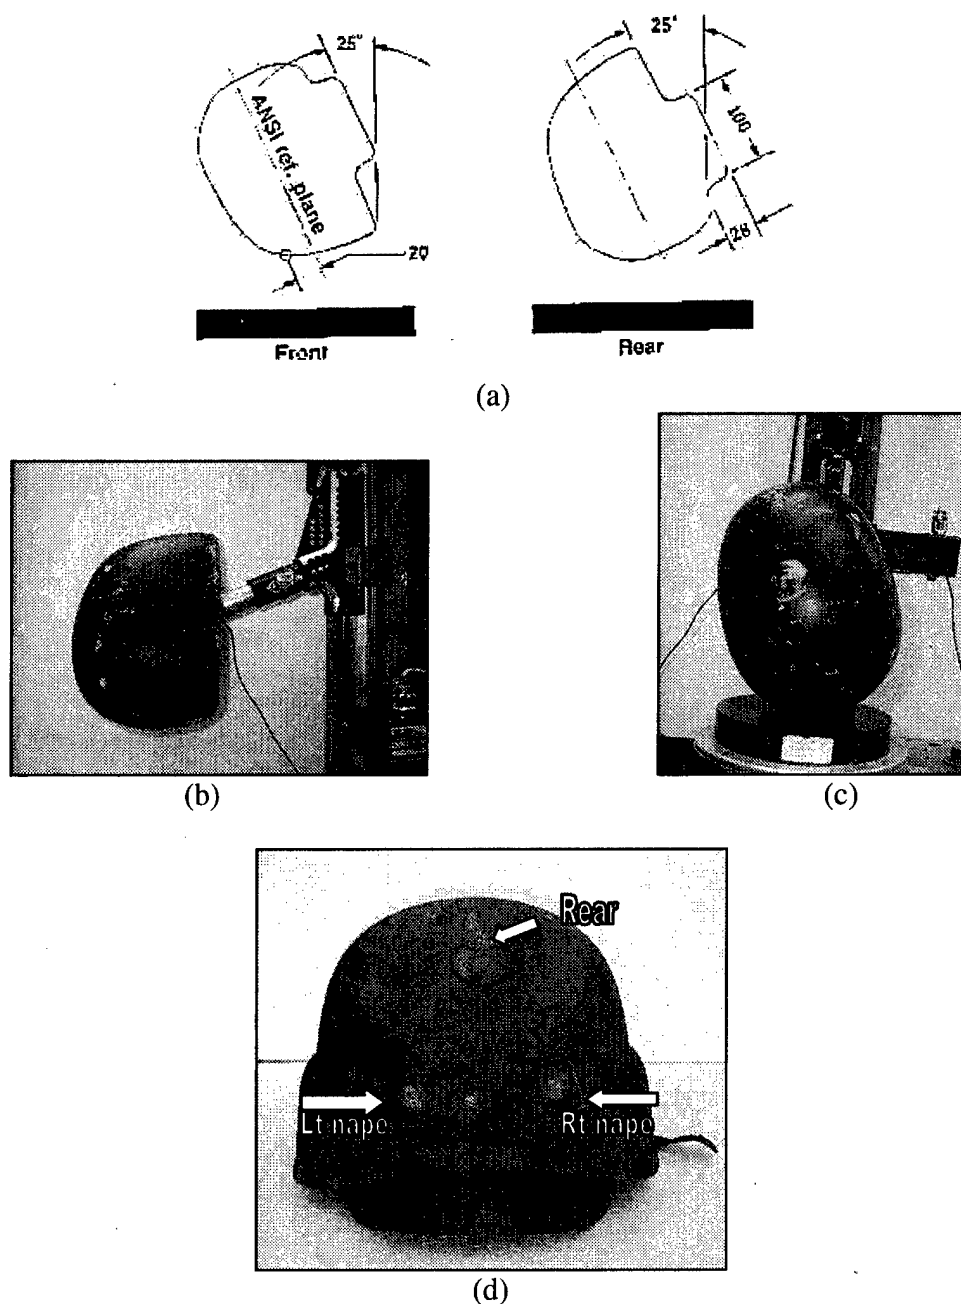 25°
25°
ANSI ref. plane
100
28
20
Front
Rear
(a)
(b)
(c)
Rear
Lt nape
Rt nape
(d)